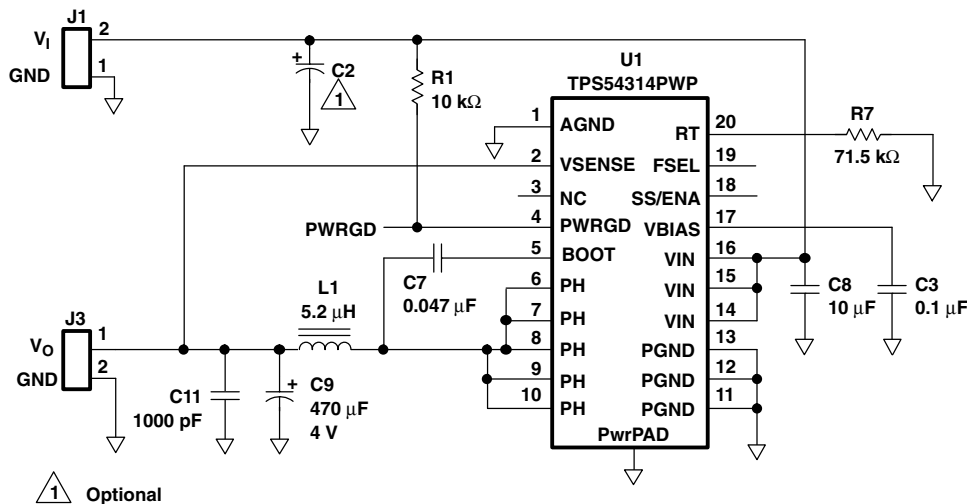 J1
V_I
2
GND
1
C2
1
R1
10 kΩ
U1
TPS54314PWP
1
AGND
2
VSENSE
3
NC
4
PWRGD
5
BOOT
6
PH
7
PH
8
PH
9
PH
10
PH
RT
20
FSEL
19
SS/ENA
18
VBIAS
17
VIN
16
VIN
15
VIN
14
PGND
13
PGND
12
PGND
11
PwrPAD
R7
71.5 kΩ
PWRGD
C7
0.047 μF
L1
5.2 μH
C8
10 μF
C3
0.1 μF
J3
V_O
1
GND
2
C11
1000 pF
C9
470 μF
4 V
1 Optional